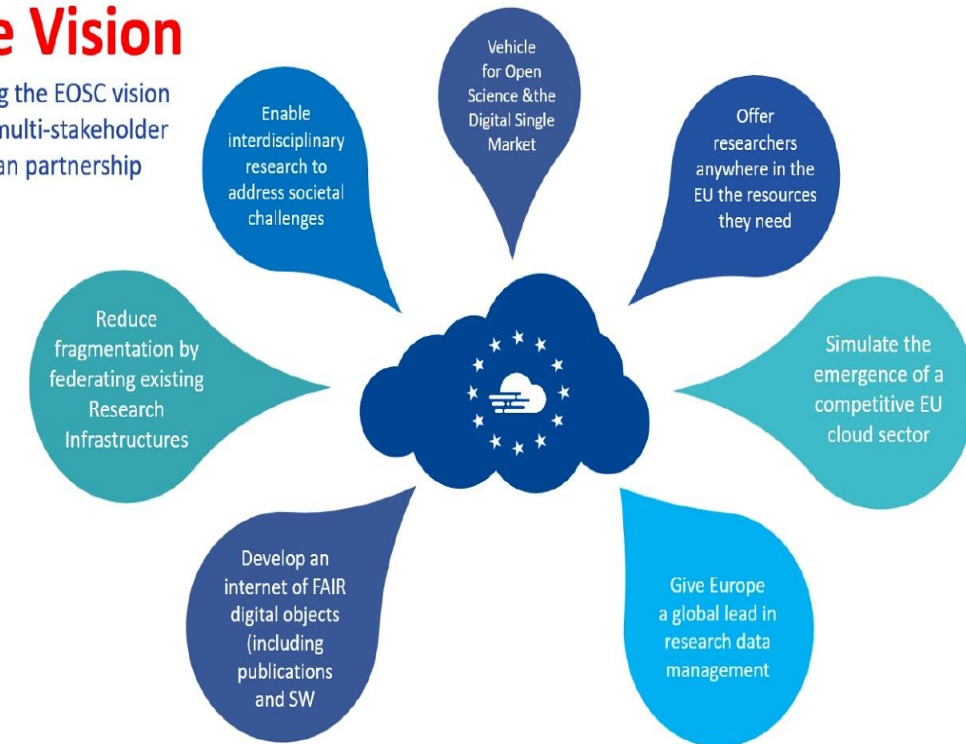 e Vision
g the EOSC vision
multi-stakeholder
an partnership
Vehicle
for Open
Science &the
Digital Single
Market
Enable
interdisciplinary
research to
address societal
challenges
Offer
researchers
anywhere in the
EU the resources
they need
Reduce
fragmentation by
federating existing
Research
Infrastructures
Simulate the
emergence of a
competitive EU
cloud sector
Develop an
internet of FAIR
digital objects
(including
publications
and SW
Give Europe
a global lead in
research data
management